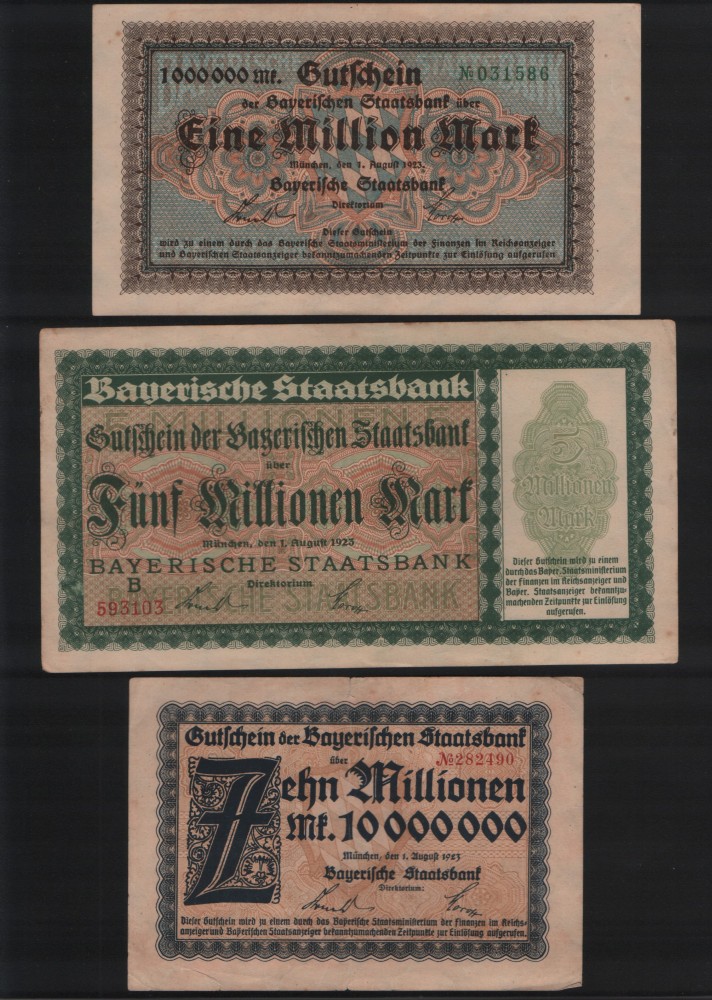 1000000 Mk. Gutschein № 031586
der Bayerischen Staatsbank über
Eine Million Mark
München, den 1. August 1923.
Bayerische Staatsbank
Direktorium
Dieser Gutschein
wird zu einem durch das Bayerische Staatsministerium der Finanzen im Reichsanzeiger
und Bayerischen Staatsanzeiger bekanntzumachenden Zeitpunkte zur Einlösung aufgerufen
Bayerische Staatsbank
5 MILLIONEN 5
Gutschein der Bayerischen Staatsbank
über
Fünf Millionen Mark
München, den 1. August 1923
BAYERISCHE STAATSBANK
B Direktorium
593103
BAYERISCHE STAATSBANK
5
Millionen
Mark
Dieser Gutschein wird zu einem
durch das Bayer. Staatsministerium
der Finanzen im Reichsanzeiger und
Bayer. Staatsanzeiger bekanntzu-
machenden Zeitpunkte zur Einlösung
aufgerufen.
Gutschein der Bayerischen Staatsbank
über № 282490
Zehn Millionen
Mk. 10000000
München, den 1. August 1923
Bayerische Staatsbank
Direktorium:
Dieser Gutschein wird zu einem durch das Bayerische Staatsministerium der Finanzen im Reichs-
anzeiger und Bayerischen Staatsanzeiger bekanntzumachenden Zeitpunkte zur Einlösung aufgerufen.